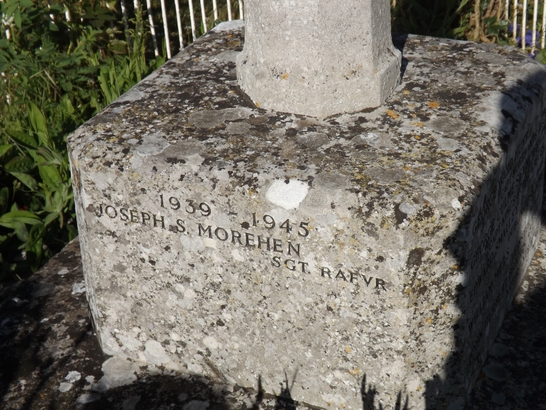 1939 - 1945
JOSEPH S. MOREHEN
SGT. RAFVR